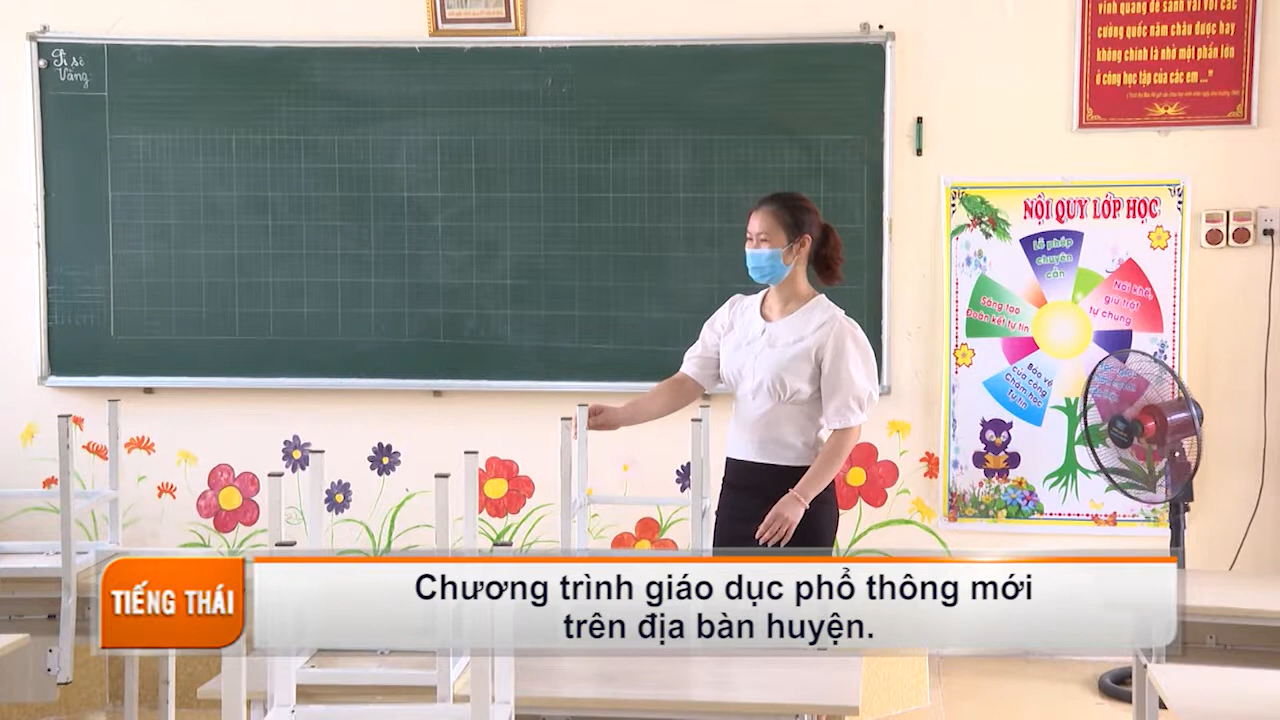 Sĩ số
Vắng
vinh quang để sánh vai với các
cường quốc năm châu được hay
không chính là nhờ một phần lớn
ở công học tập của các em ..."
NỘI QUY LỚP HỌC
Lễ phép
chuyên
cần
Nói khẽ,
giữ trật
tự chung
Sáng tạo
Đoàn kết tự tin
Bảo vệ
của công
Chăm học
Tự tin
TIẾNG THÁI
Chương trình giáo dục phổ thông mới
trên địa bàn huyện.